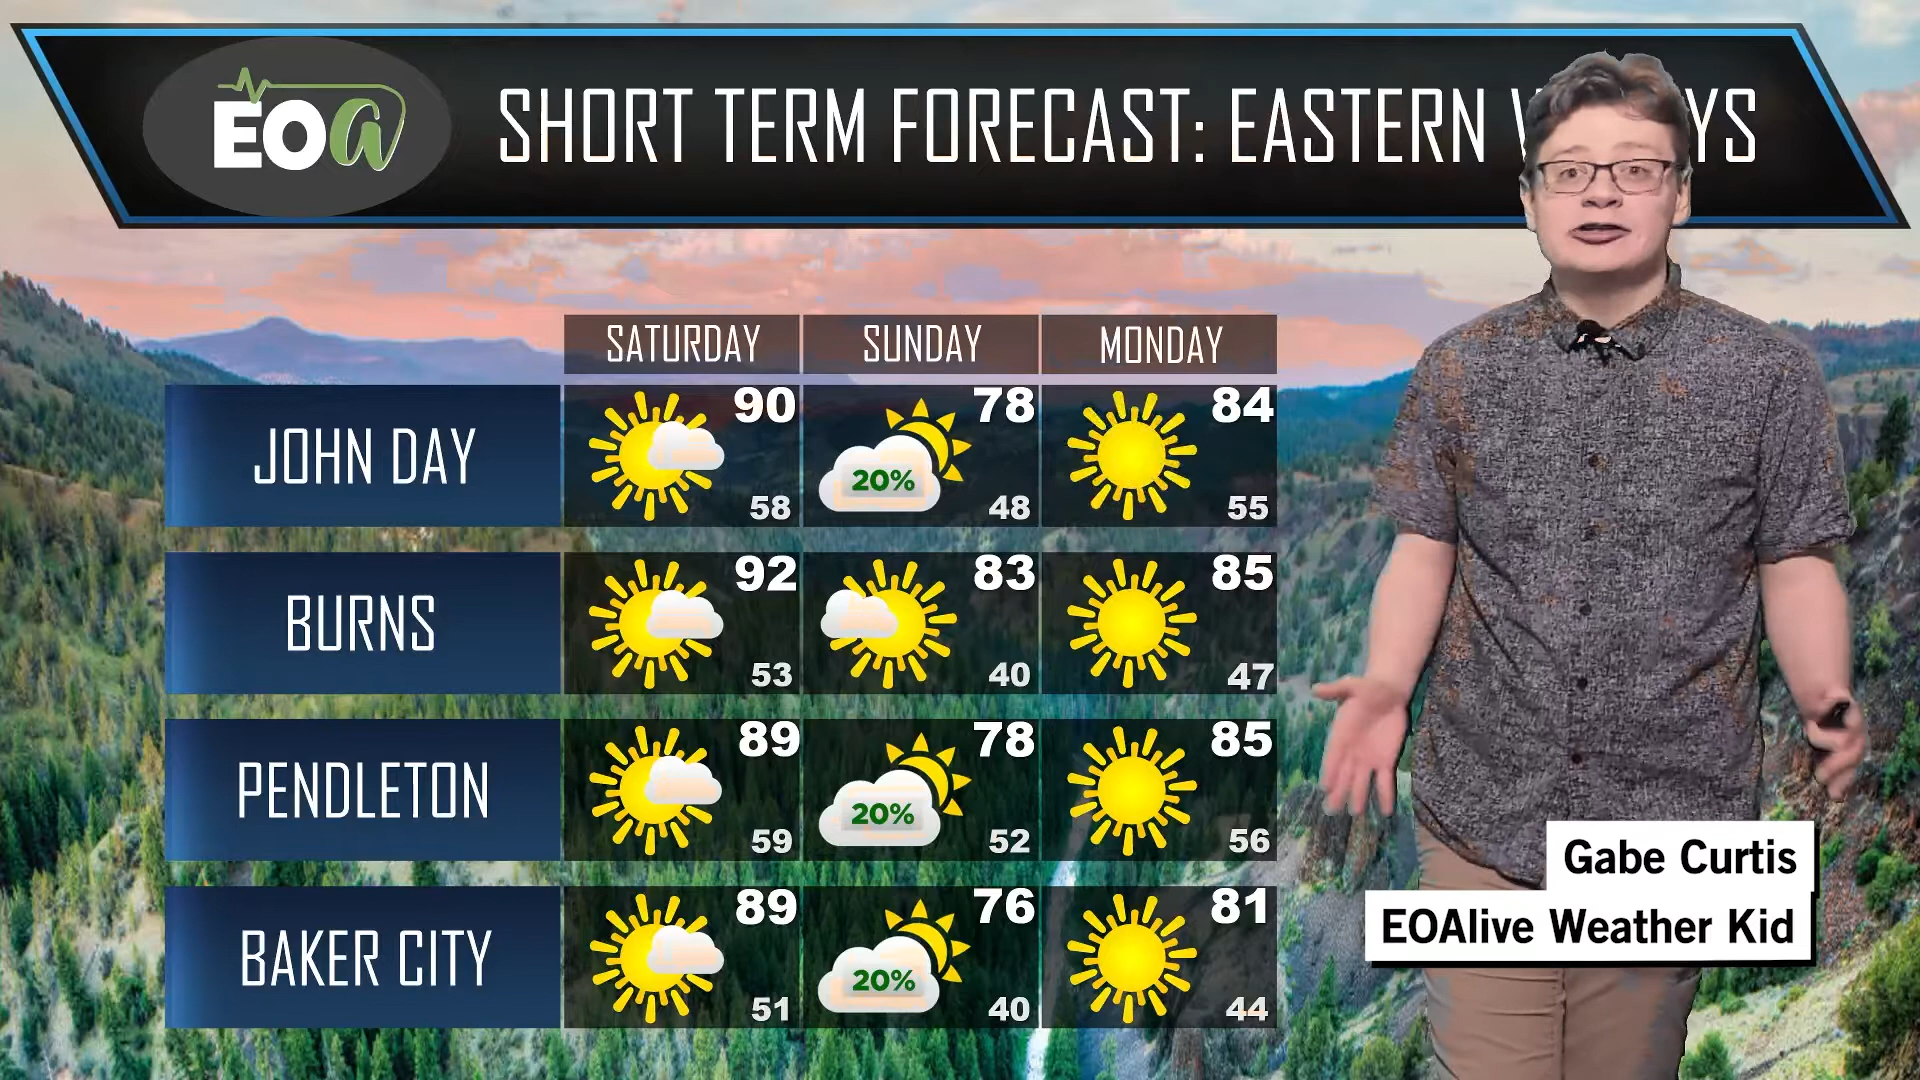 EOa
SHORT TERM FORECAST: EASTERN
SATURDAY SUNDAY MONDAY
JOHN DAY 90 58 78 20% 48 84 55
BURNS 92 53 83 40 85 47
PENDLETON 89 59 78 20% 52 85 56
BAKER CITY 89 51 76 20% 40 81 44
Gabe Curtis
EOAlive Weather Kid